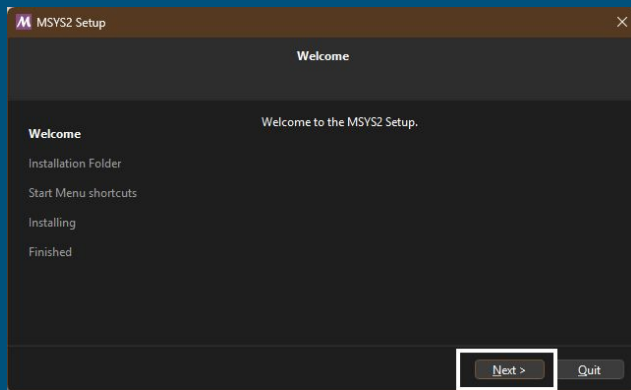 MSYS2 Setup
Welcome
Welcome to the MSYS2 Setup.
Welcome
Installation Folder
Start Menu shortcuts
Installing
Finished
Next >
Quit